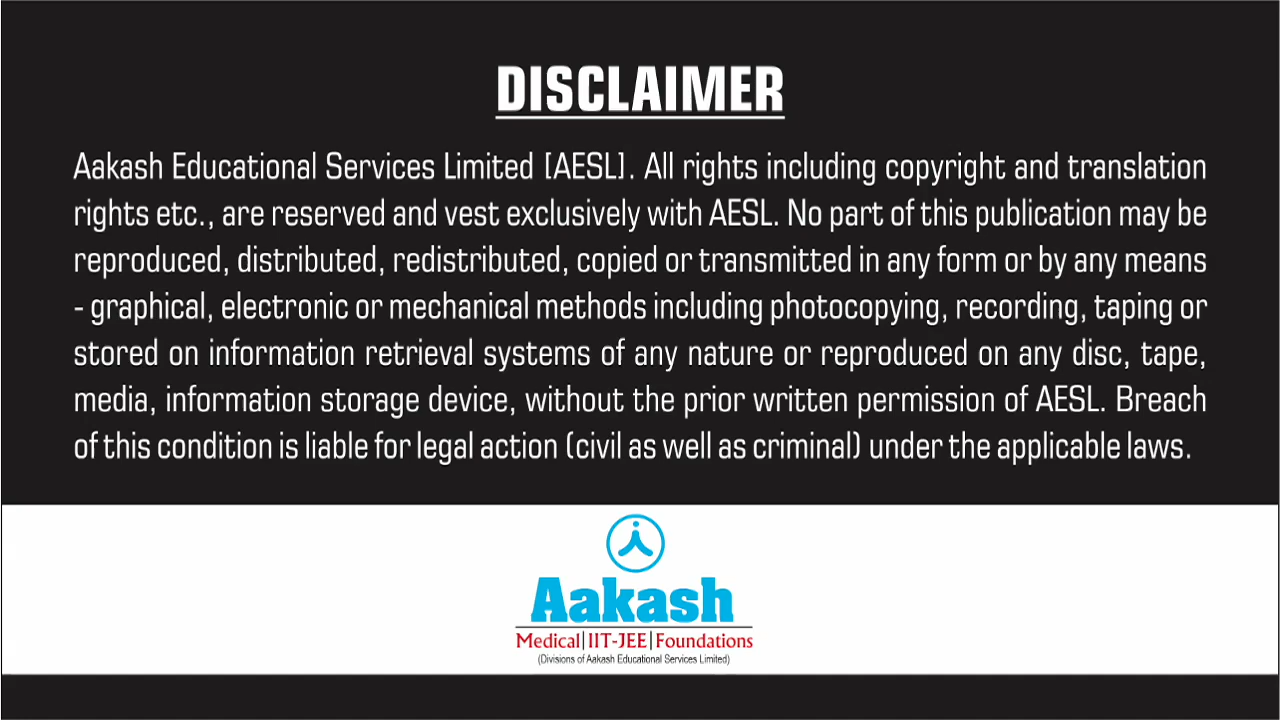 DISCLAIMER
Aakash Educational Services Limited [AESL]. All rights including copyright and translation
rights etc., are reserved and vest exclusively with AESL. No part of this publication may be
reproduced, distributed, redistributed, copied or transmitted in any form or by any means
- graphical, electronic or mechanical methods including photocopying, recording, taping or
stored on information retrieval systems of any nature or reproduced on any disc, tape,
media, information storage device, without the prior written permission of AESL. Breach
of this condition is liable for legal action (civil as well as criminal) under the applicable laws.
Aakash
Medical|IIT-JEE|Foundations
(Divisions of Aakash Educational Services Limited)